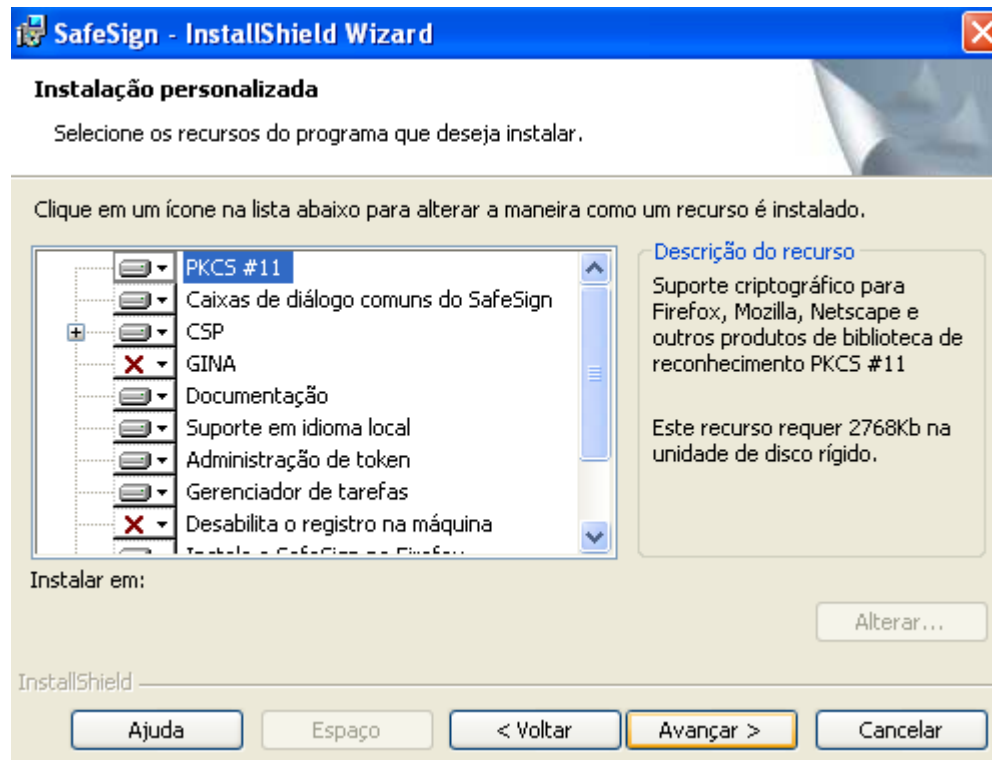 SafeSign - InstallShield Wizard
Instalação personalizada
Selecione os recursos do programa que deseja instalar.
Clique em um ícone na lista abaixo para alterar a maneira como um recurso é instalado.
PKCS #11
Caixas de diálogo comuns do SafeSign
CSP
GINA
Documentação
Suporte em idioma local
Administração de token
Gerenciador de tarefas
Desabilita o registro na máquina
Descrição do recurso
Suporte criptográfico para
Firefox, Mozilla, Netscape e
outros produtos de biblioteca de
reconhecimento PKCS #11
Este recurso requer 2768Kb na
unidade de disco rígido.
Instalar em:
Alterar...
InstallShield
Ajuda
Espaço
< Voltar
Avançar >
Cancelar